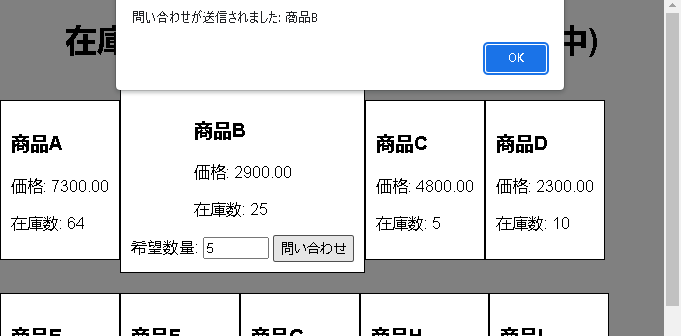 問い合わせが送信されました: 商品B
OK
在庫 中)
商品A
価格: 7300.00
在庫数: 64
商品B
価格: 2900.00
在庫数: 25
希望数量: 5 問い合わせ
商品C
価格: 4800.00
在庫数: 5
商品D
価格: 2300.00
在庫数: 10